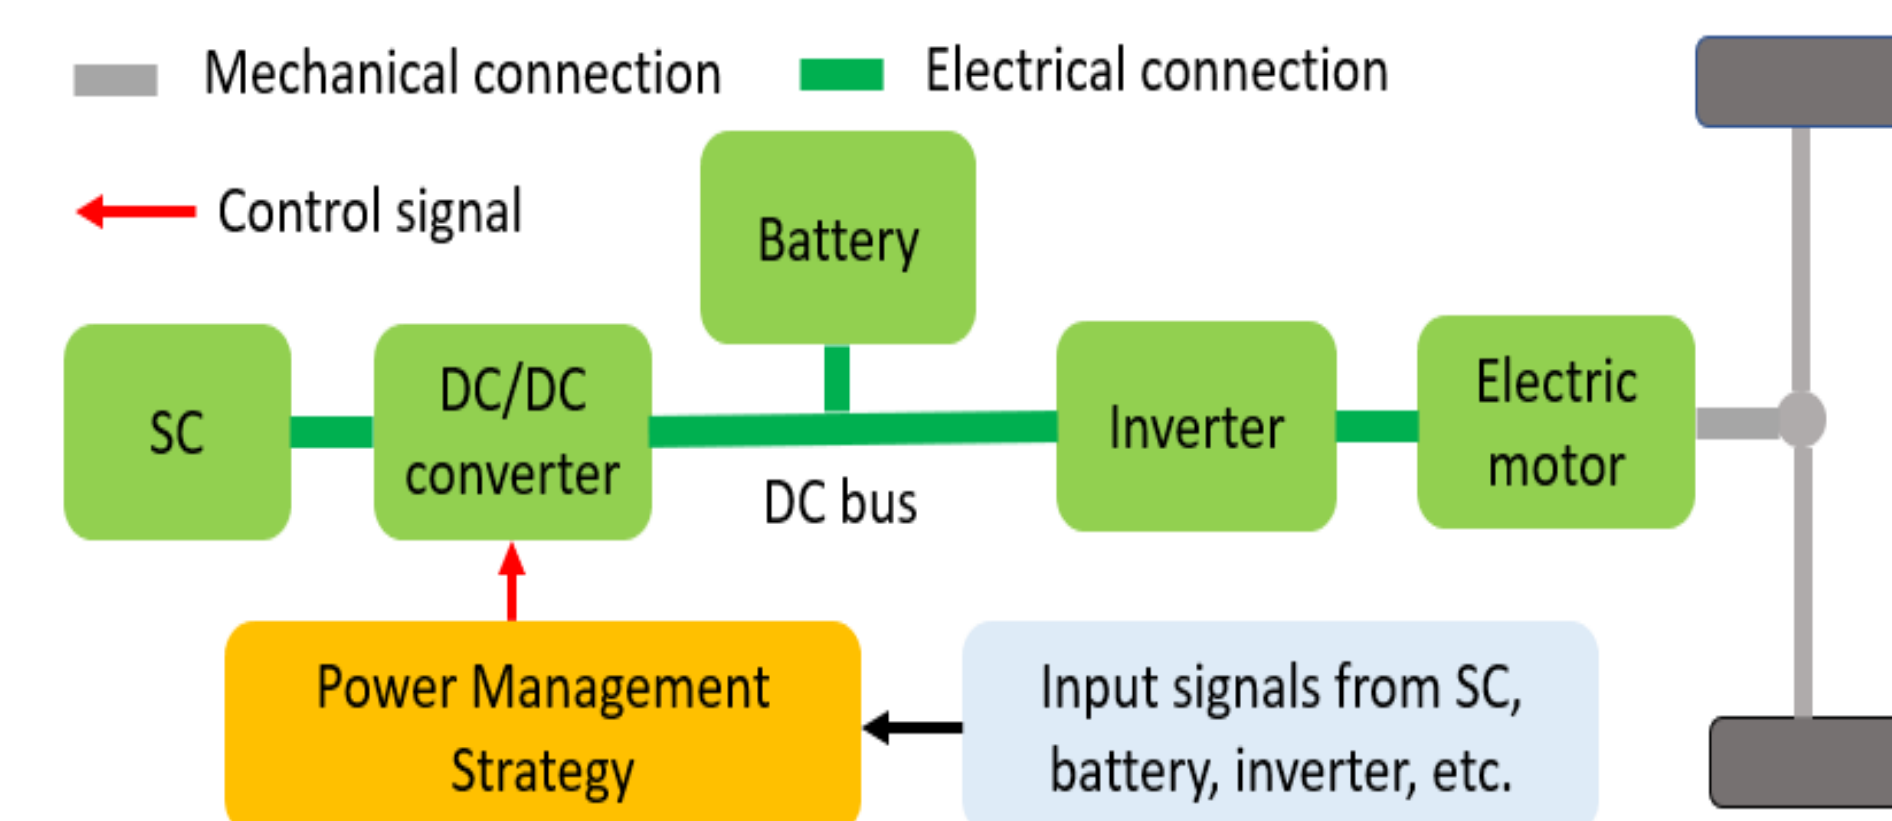 Mechanical connection
Electrical connection
Control signal
Battery
SC
DC/DC
converter
DC bus
Inverter
Electric
motor
Power Management
Strategy
Input signals from SC,
battery, inverter, etc.